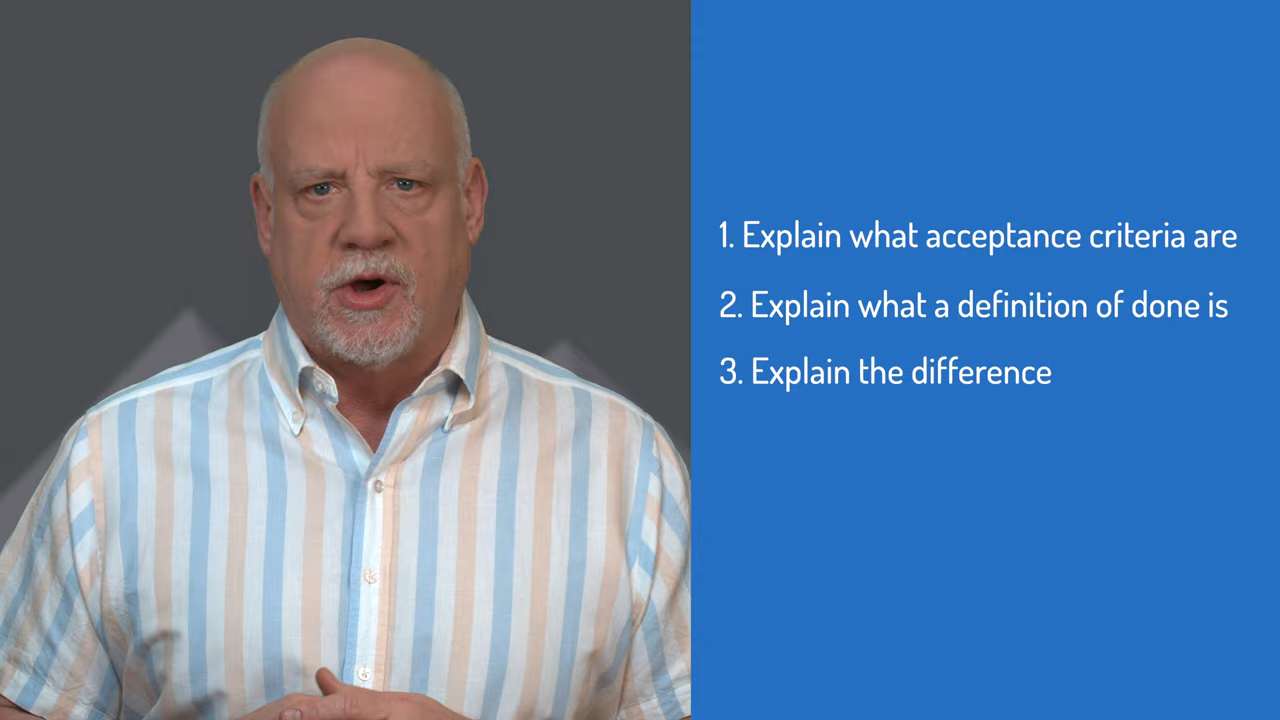 1. Explain what acceptance criteria are
2. Explain what a definition of done is
3. Explain the difference